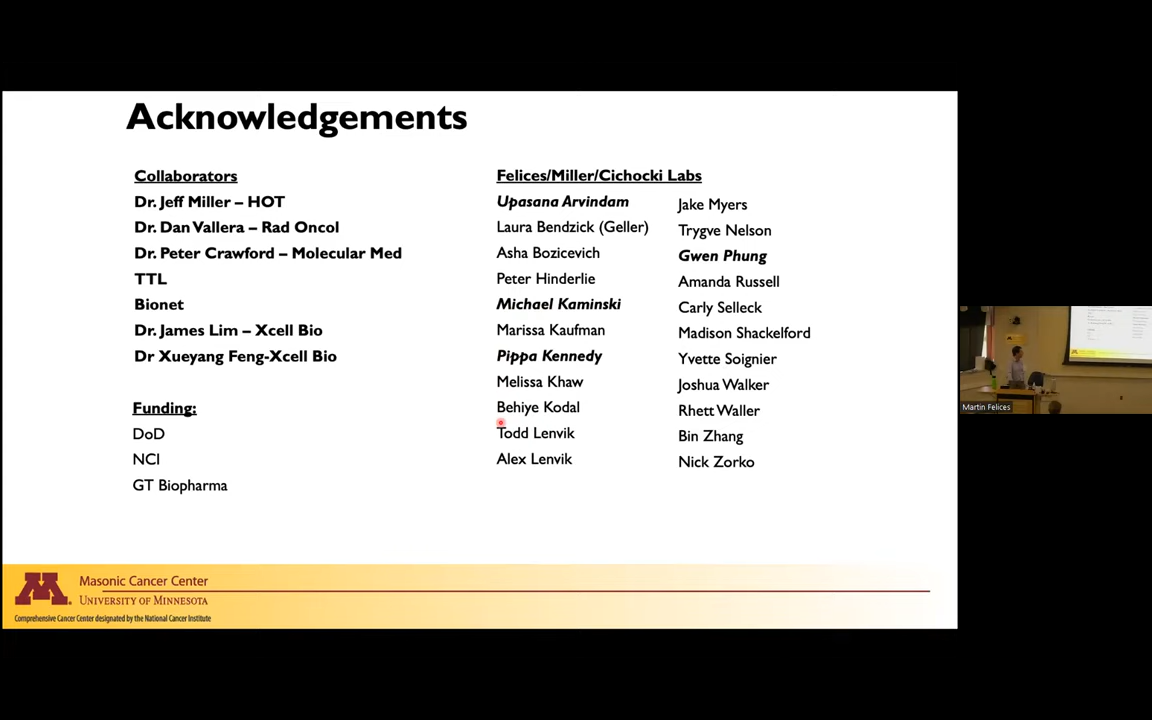 Acknowledgements
Collaborators
Dr. Jeff Miller – HOT
Dr. Dan Vallera – Rad Oncol
Dr. Peter Crawford – Molecular Med
TTL
Bionet
Dr. James Lim – Xcell Bio
Dr Xueyang Feng-Xcell Bio
Funding:
DoD
NCI
GT Biopharma
Felices/Miller/Cichocki Labs
Upasana Arvindam
Laura Bendzick (Geller)
Asha Bozicevich
Peter Hinderlie
Michael Kaminski
Marissa Kaufman
Pippa Kennedy
Melissa Khaw
Behiye Kodal
Todd Lenvik
Alex Lenvik
Jake Myers
Trygve Nelson
Gwen Phung
Amanda Russell
Carly Selleck
Madison Shackelford
Yvette Soignier
Joshua Walker
Rhett Waller
Bin Zhang
Nick Zorko
M
Masonic Cancer Center
UNIVERSITY OF MINNESOTA
Comprehensive Cancer Center designated by the National Cancer Institute
Martin Felices